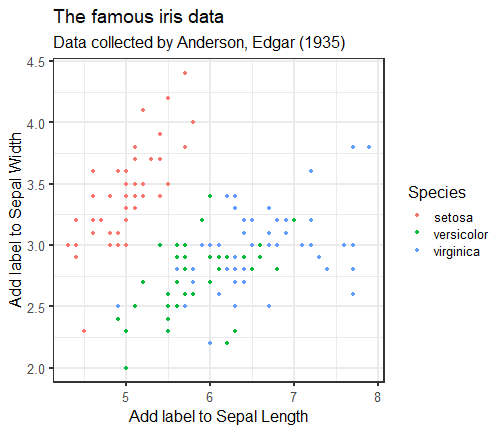 The famous iris data
Data collected by Anderson, Edgar (1935)
4.5
4.0
3.5
3.0
2.5
2.0
Add label to Sepal Width
5
6
7
8
Add label to Sepal Length
Species
setosa
versicolor
virginica